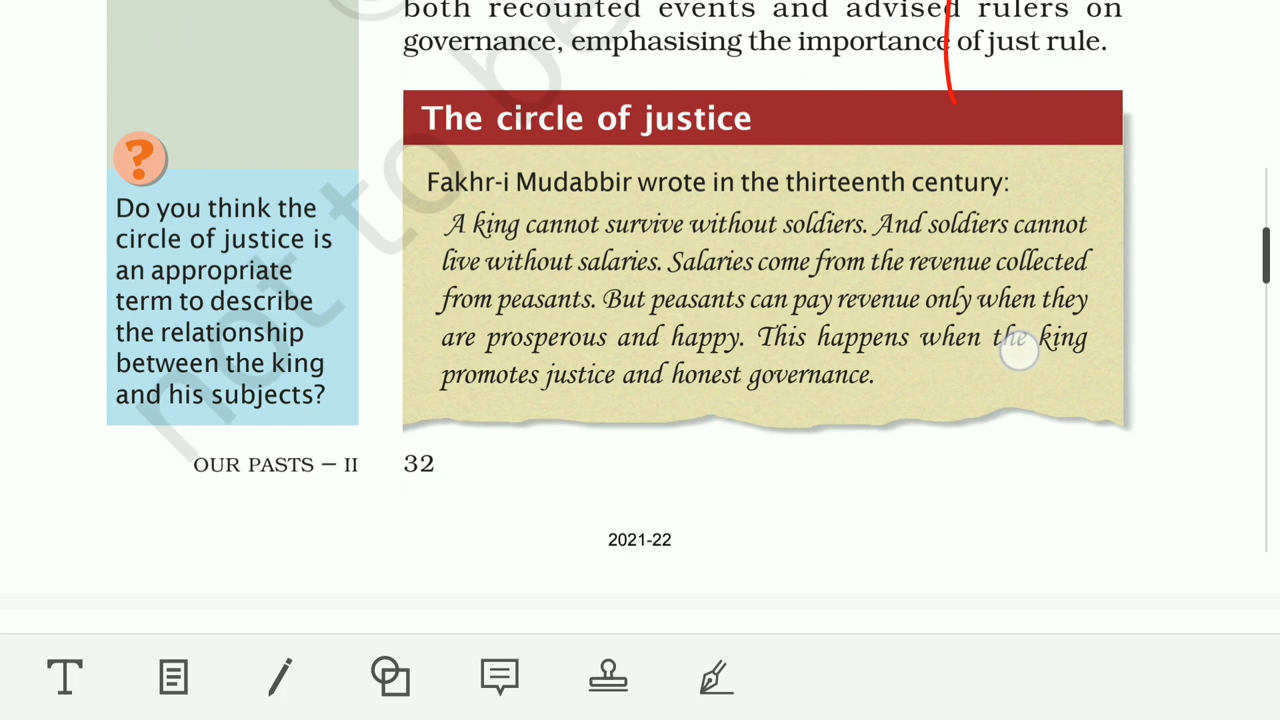 both recounted events and advised rulers on
governance, emphasising the importance of just rule.
The circle of justice
Fakhr-i Mudabbir wrote in the thirteenth century:
A king cannot survive without soldiers. And soldiers cannot
live without salaries. Salaries come from the revenue collected
from peasants. But peasants can pay revenue only when they
are prosperous and happy. This happens when the king
promotes justice and honest governance.
?
Do you think the
circle of justice is
an appropriate
term to describe
the relationship
between the king
and his subjects?
OUR PASTS – II
32
2021-22
not to be
T